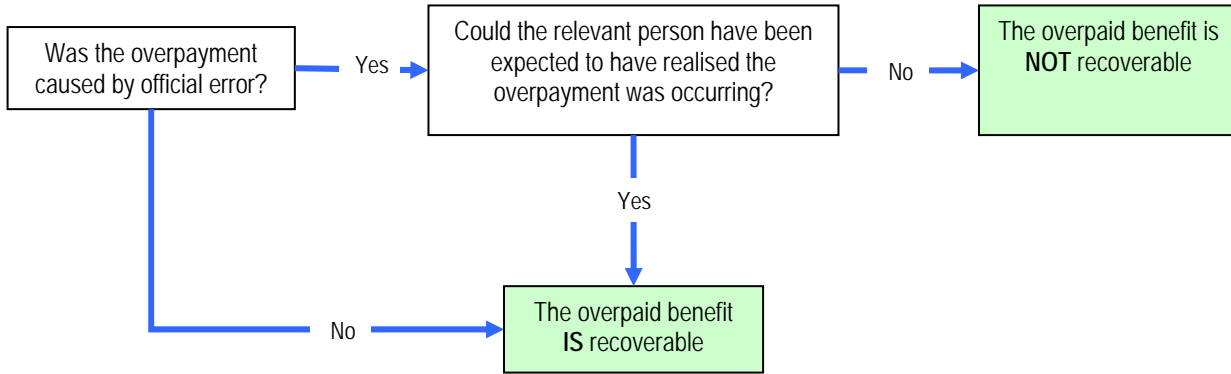 Was the overpayment
caused by official error?
Yes
Could the relevant person have been
expected to have realised the
overpayment was occurring?
No
The overpaid benefit is
NOT recoverable
Yes
No
The overpaid benefit
IS recoverable